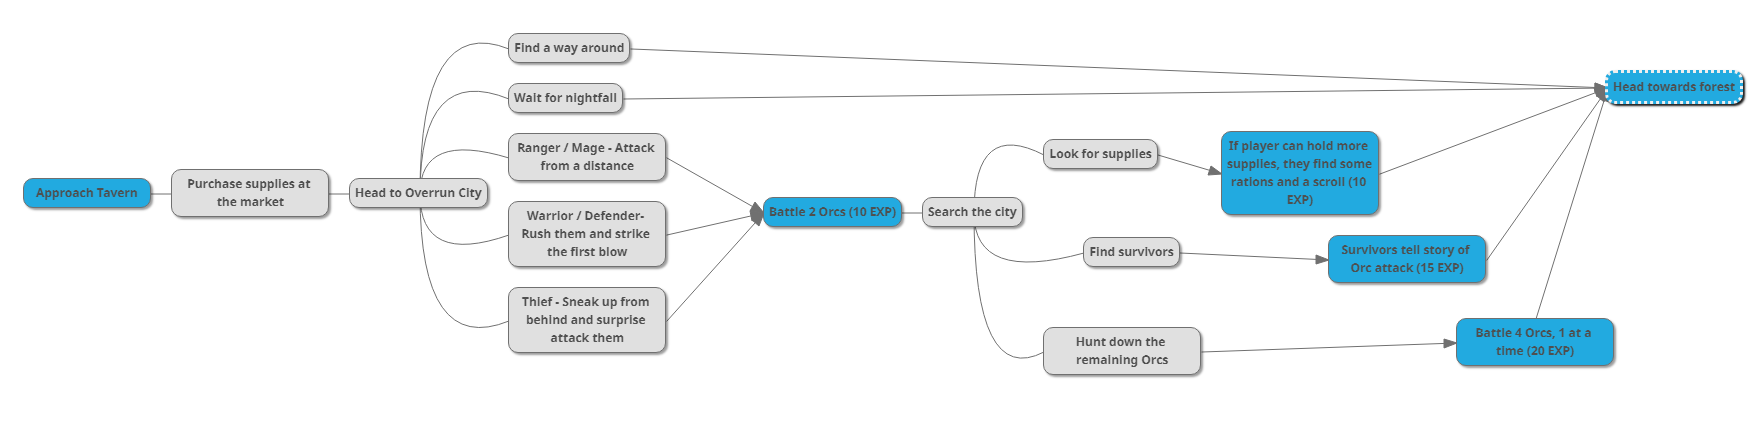 Approach Tavern
Purchase supplies at
the market
Head to Overrun City
Find a way around
Wait for nightfall
Ranger / Mage - Attack
from a distance
Warrior / Defender-
Rush them and strike
the first blow
Thief - Sneak up from
behind and surprise
attack them
Battle 2 Orcs (10 EXP)
Search the city
Look for supplies
Find survivors
Hunt down the
remaining Orcs
If player can hold more
supplies, they find some
rations and a scroll (10
EXP)
Survivors tell story of
Orc attack (15 EXP)
Battle 4 Orcs, 1 at a
time (20 EXP)
Head towards forest